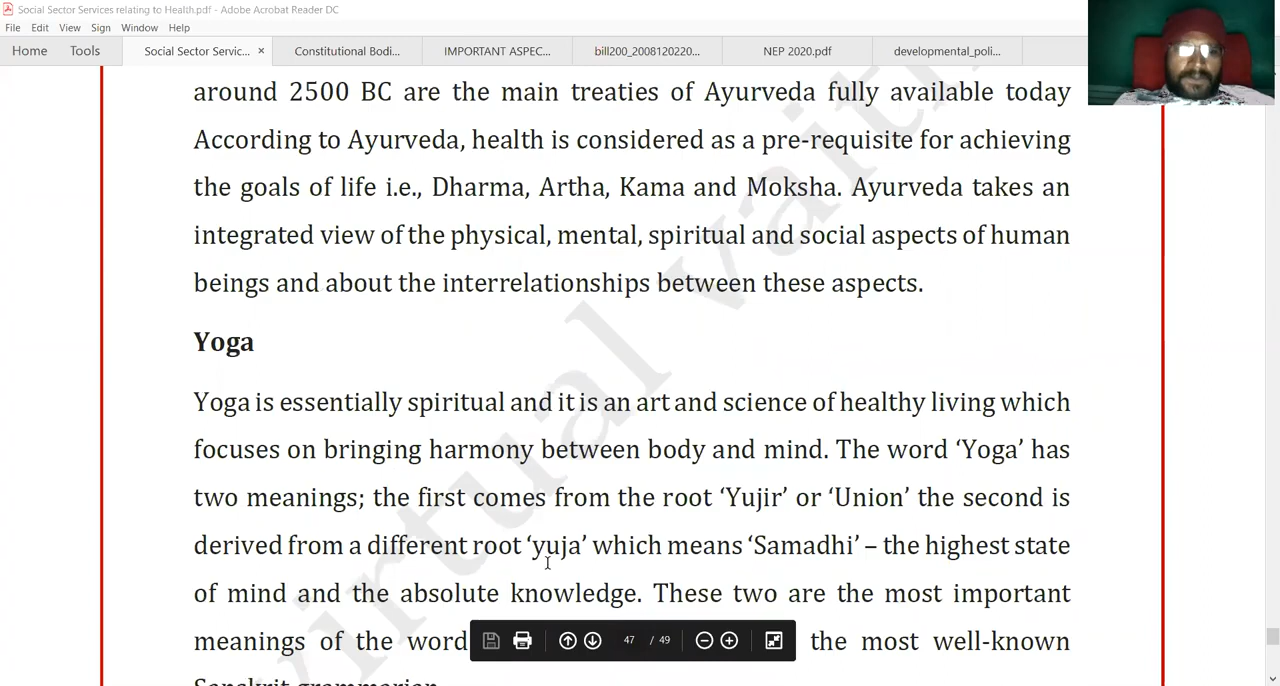 Social Sector Services relating to Health.pdf - Adobe Acrobat Reader DC
File Edit View Sign Window Help
Home Tools Social Sector Servic... × Constitutional Bodi... IMPORTANT ASPEC... bill200_2008120220... NEP 2020.pdf developmental_poli...
around 2500 BC are the main treaties of Ayurveda fully available today
According to Ayurveda, health is considered as a pre-requisite for achieving
the goals of life i.e., Dharma, Artha, Kama and Moksha. Ayurveda takes an
integrated view of the physical, mental, spiritual and social aspects of human
beings and about the interrelationships between these aspects.
Yoga
Yoga is essentially spiritual and it is an art and science of healthy living which
focuses on bringing harmony between body and mind. The word ‘Yoga’ has
two meanings; the first comes from the root ‘Yujir’ or ‘Union’ the second is
derived from a different root ‘yuja’ which means ‘Samadhi’ – the highest state
of mind and the absolute knowledge. These two are the most important
meanings of the word the most well-known
Sanskrit grammarian
47 / 49
virtual vaith